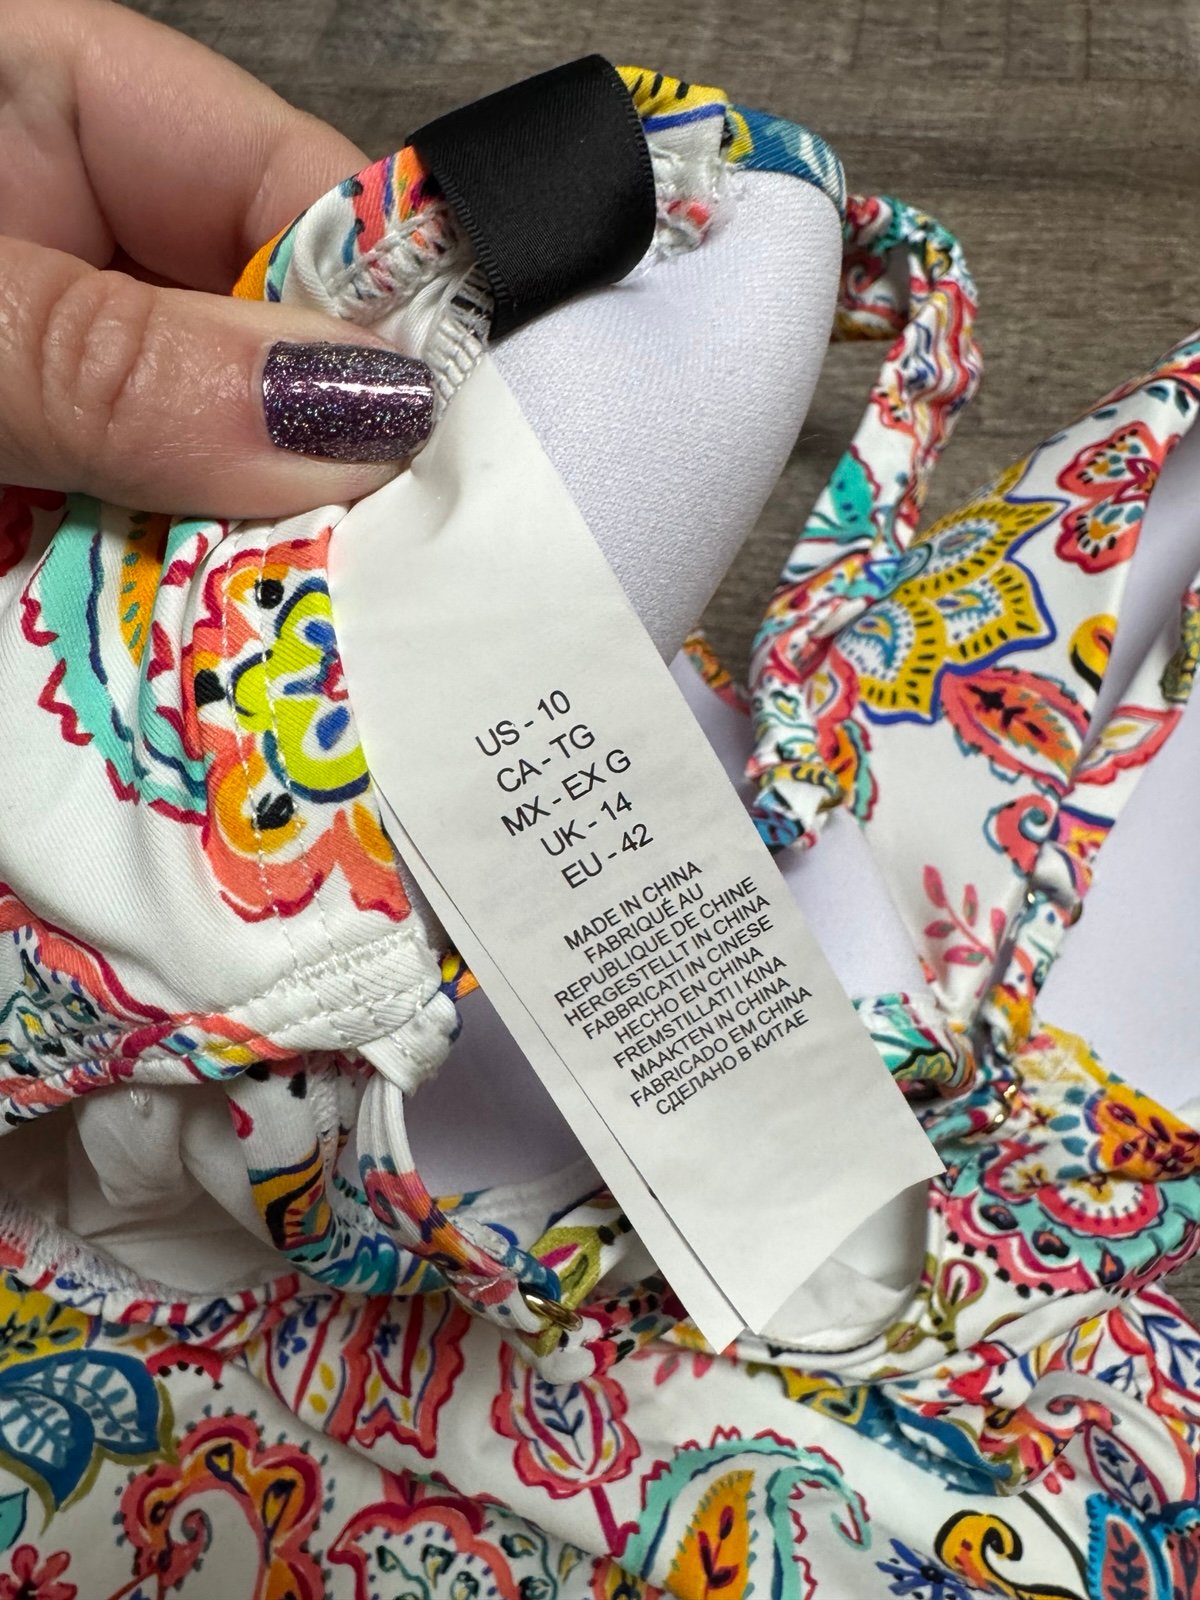 US - 10
CA - TG
MX - EX G
UK - 14
EU - 42
MADE IN CHINA
FABRIQUÉ AU
REPUBLIQUE DE CHINE
HERGESTELLT IN CHINA
FABBRICATI IN CINESE
HECHO EN CHINA
FREMSTILLATI I KINA
MAAKTEN IN CHINA
FABRICADO EM CHINA
СДЕЛАНО В КИТАЕ